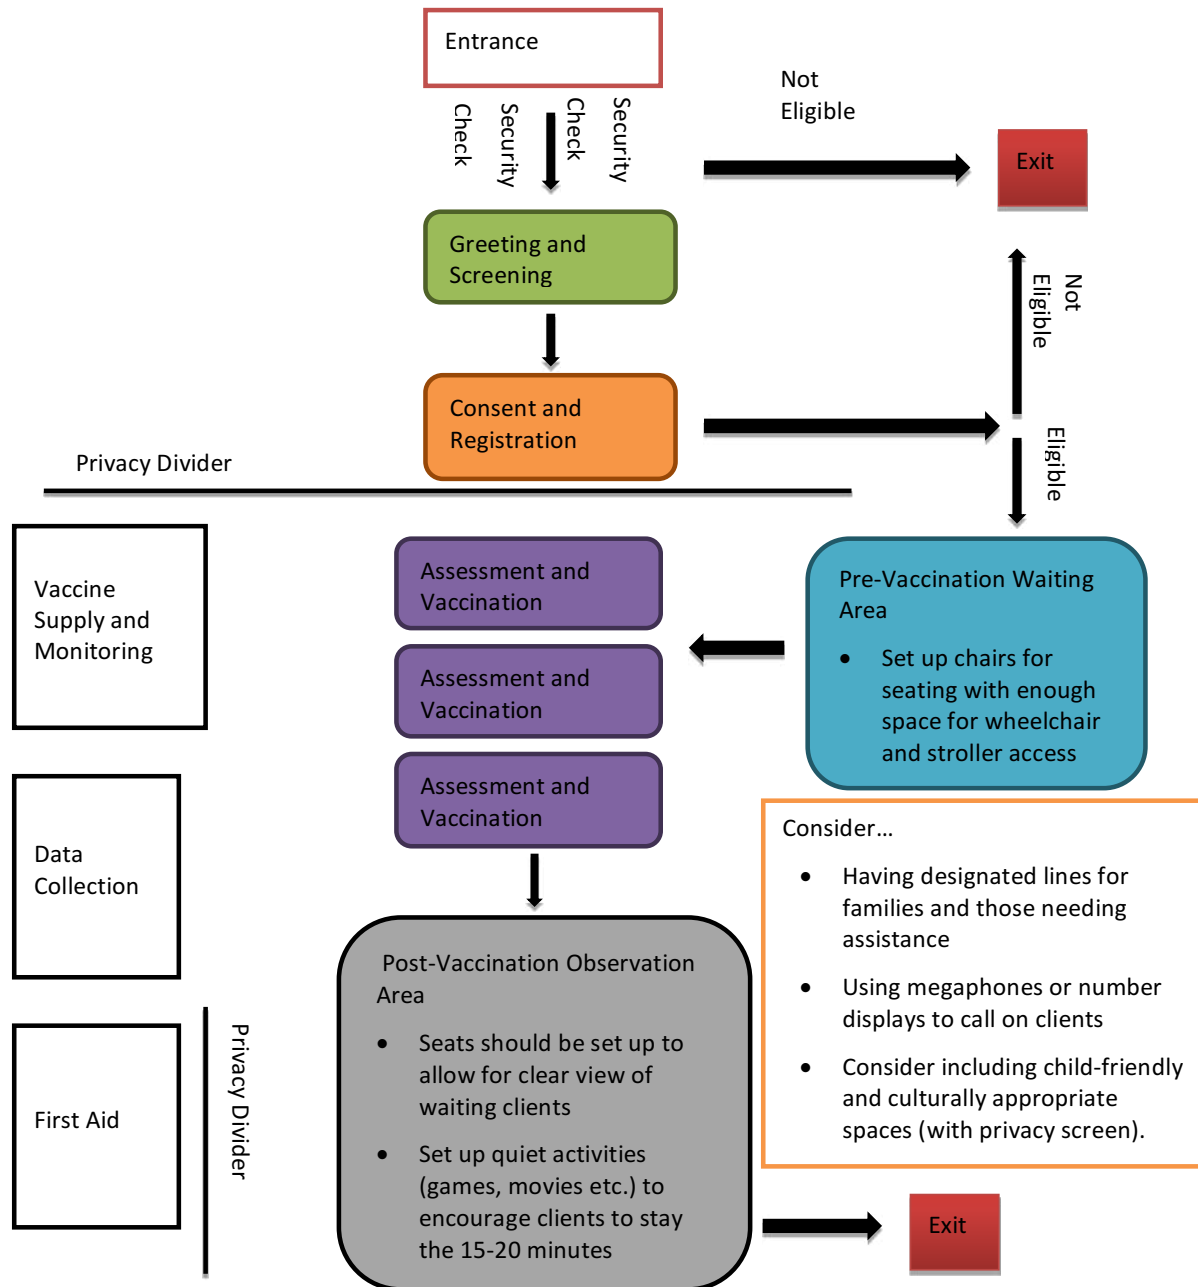 Entrance
Security
Check
Security
Check
Not
Eligible
Exit
Greeting and
Screening
Not
Eligible
Consent and
Registration
Eligible
Privacy Divider
Vaccine
Supply and
Monitoring
Assessment and
Vaccination
Assessment and
Vaccination
Assessment and
Vaccination
Pre-Vaccination Waiting
Area
• Set up chairs for
seating with enough
space for wheelchair
and stroller access
Data
Collection
Consider...
• Having designated lines for
families and those needing
assistance
• Using megaphones or number
displays to call on clients
• Consider including child-friendly
and culturally appropriate
spaces (with privacy screen).
First Aid
Privacy Divider
Post-Vaccination Observation
Area
• Seats should be set up to
allow for clear view of
waiting clients
• Set up quiet activities
(games, movies etc.) to
encourage clients to stay
the 15-20 minutes
Exit